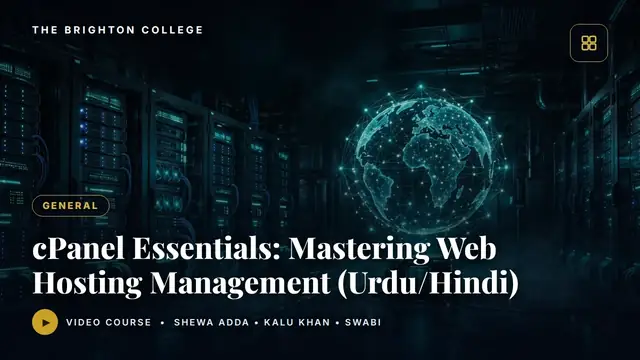 THE BRIGHTON COLLEGE
GENERAL
cPanel Essentials: Mastering Web
Hosting Management (Urdu/Hindi)
VIDEO COURSE • SHEWA ADDA • KALU KHAN • SWABI